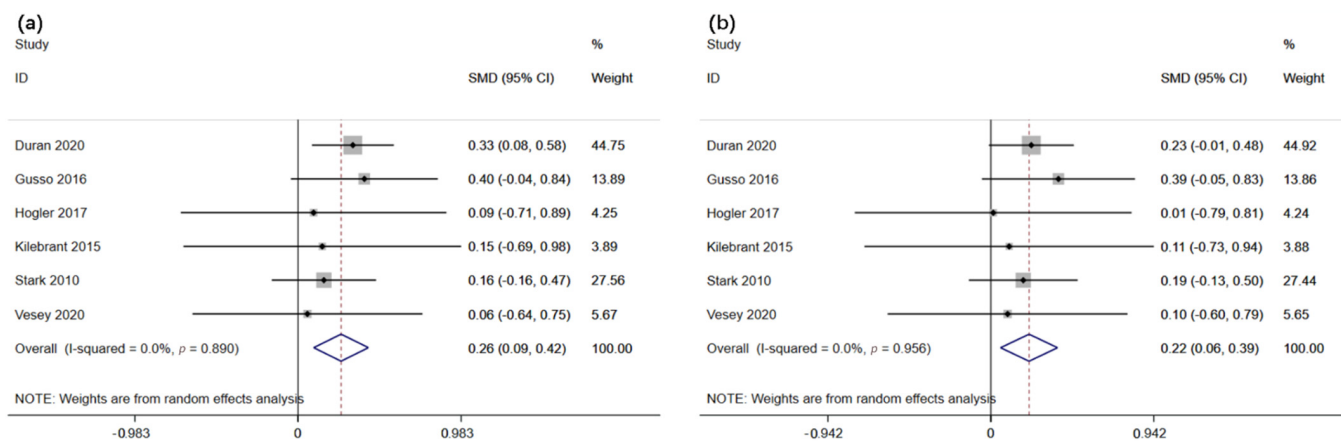 (a)
Study %
ID SMD (95% CI) Weight
Duran 2020 0.33 (0.08, 0.58) 44.75
Gusso 2016 0.40 (-0.04, 0.84) 13.89
Hogler 2017 0.09 (-0.71, 0.89) 4.25
Kilebrant 2015 0.15 (-0.69, 0.98) 3.89
Stark 2010 0.16 (-0.16, 0.47) 27.56
Vesey 2020 0.06 (-0.64, 0.75) 5.67
Overall (I-squared = 0.0%, p = 0.890) 0.26 (0.09, 0.42) 100.00
NOTE: Weights are from random effects analysis
-0.983 0 0.983
(b)
Study %
ID SMD (95% CI) Weight
Duran 2020 0.23 (-0.01, 0.48) 44.92
Gusso 2016 0.39 (-0.05, 0.83) 13.86
Hogler 2017 0.01 (-0.79, 0.81) 4.24
Kilebrant 2015 0.11 (-0.73, 0.94) 3.88
Stark 2010 0.19 (-0.13, 0.50) 27.44
Vesey 2020 0.10 (-0.60, 0.79) 5.65
Overall (I-squared = 0.0%, p = 0.956) 0.22 (0.06, 0.39) 100.00
NOTE: Weights are from random effects analysis
-0.942 0 0.942